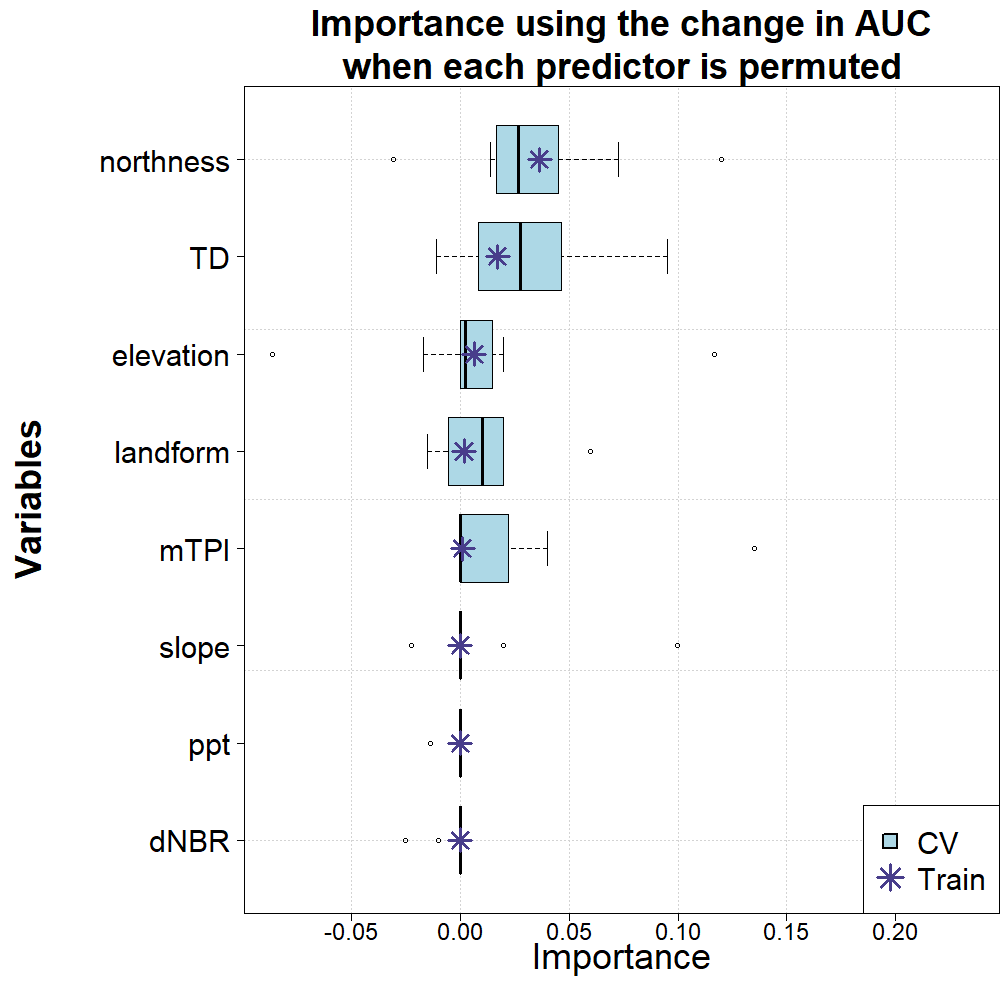 Importance using the change in AUC
when each predictor is permuted
Variables
northness
TD
elevation
landform
mTPI
slope
ppt
dNBR
CV
Train
-0.05 0.00 0.05 0.10 0.15 0.20
Importance